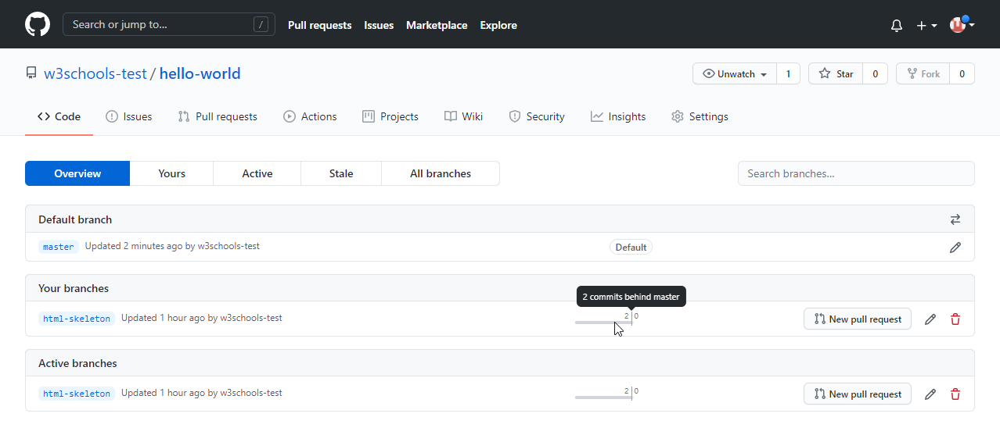 Search or jump to... / Pull requests Issues Marketplace Explore
w3schools-test / hello-world Unwatch 1 Star 0 Fork 0
Code Issues Pull requests Actions Projects Wiki Security Insights Settings
Overview Yours Active Stale All branches Search branches...
Default branch
master Updated 2 minutes ago by w3schools-test Default
Your branches
2 commits behind master
html-skeleton Updated 1 hour ago by w3schools-test 2 0 New pull request
Active branches
html-skeleton Updated 1 hour ago by w3schools-test 2 0 New pull request